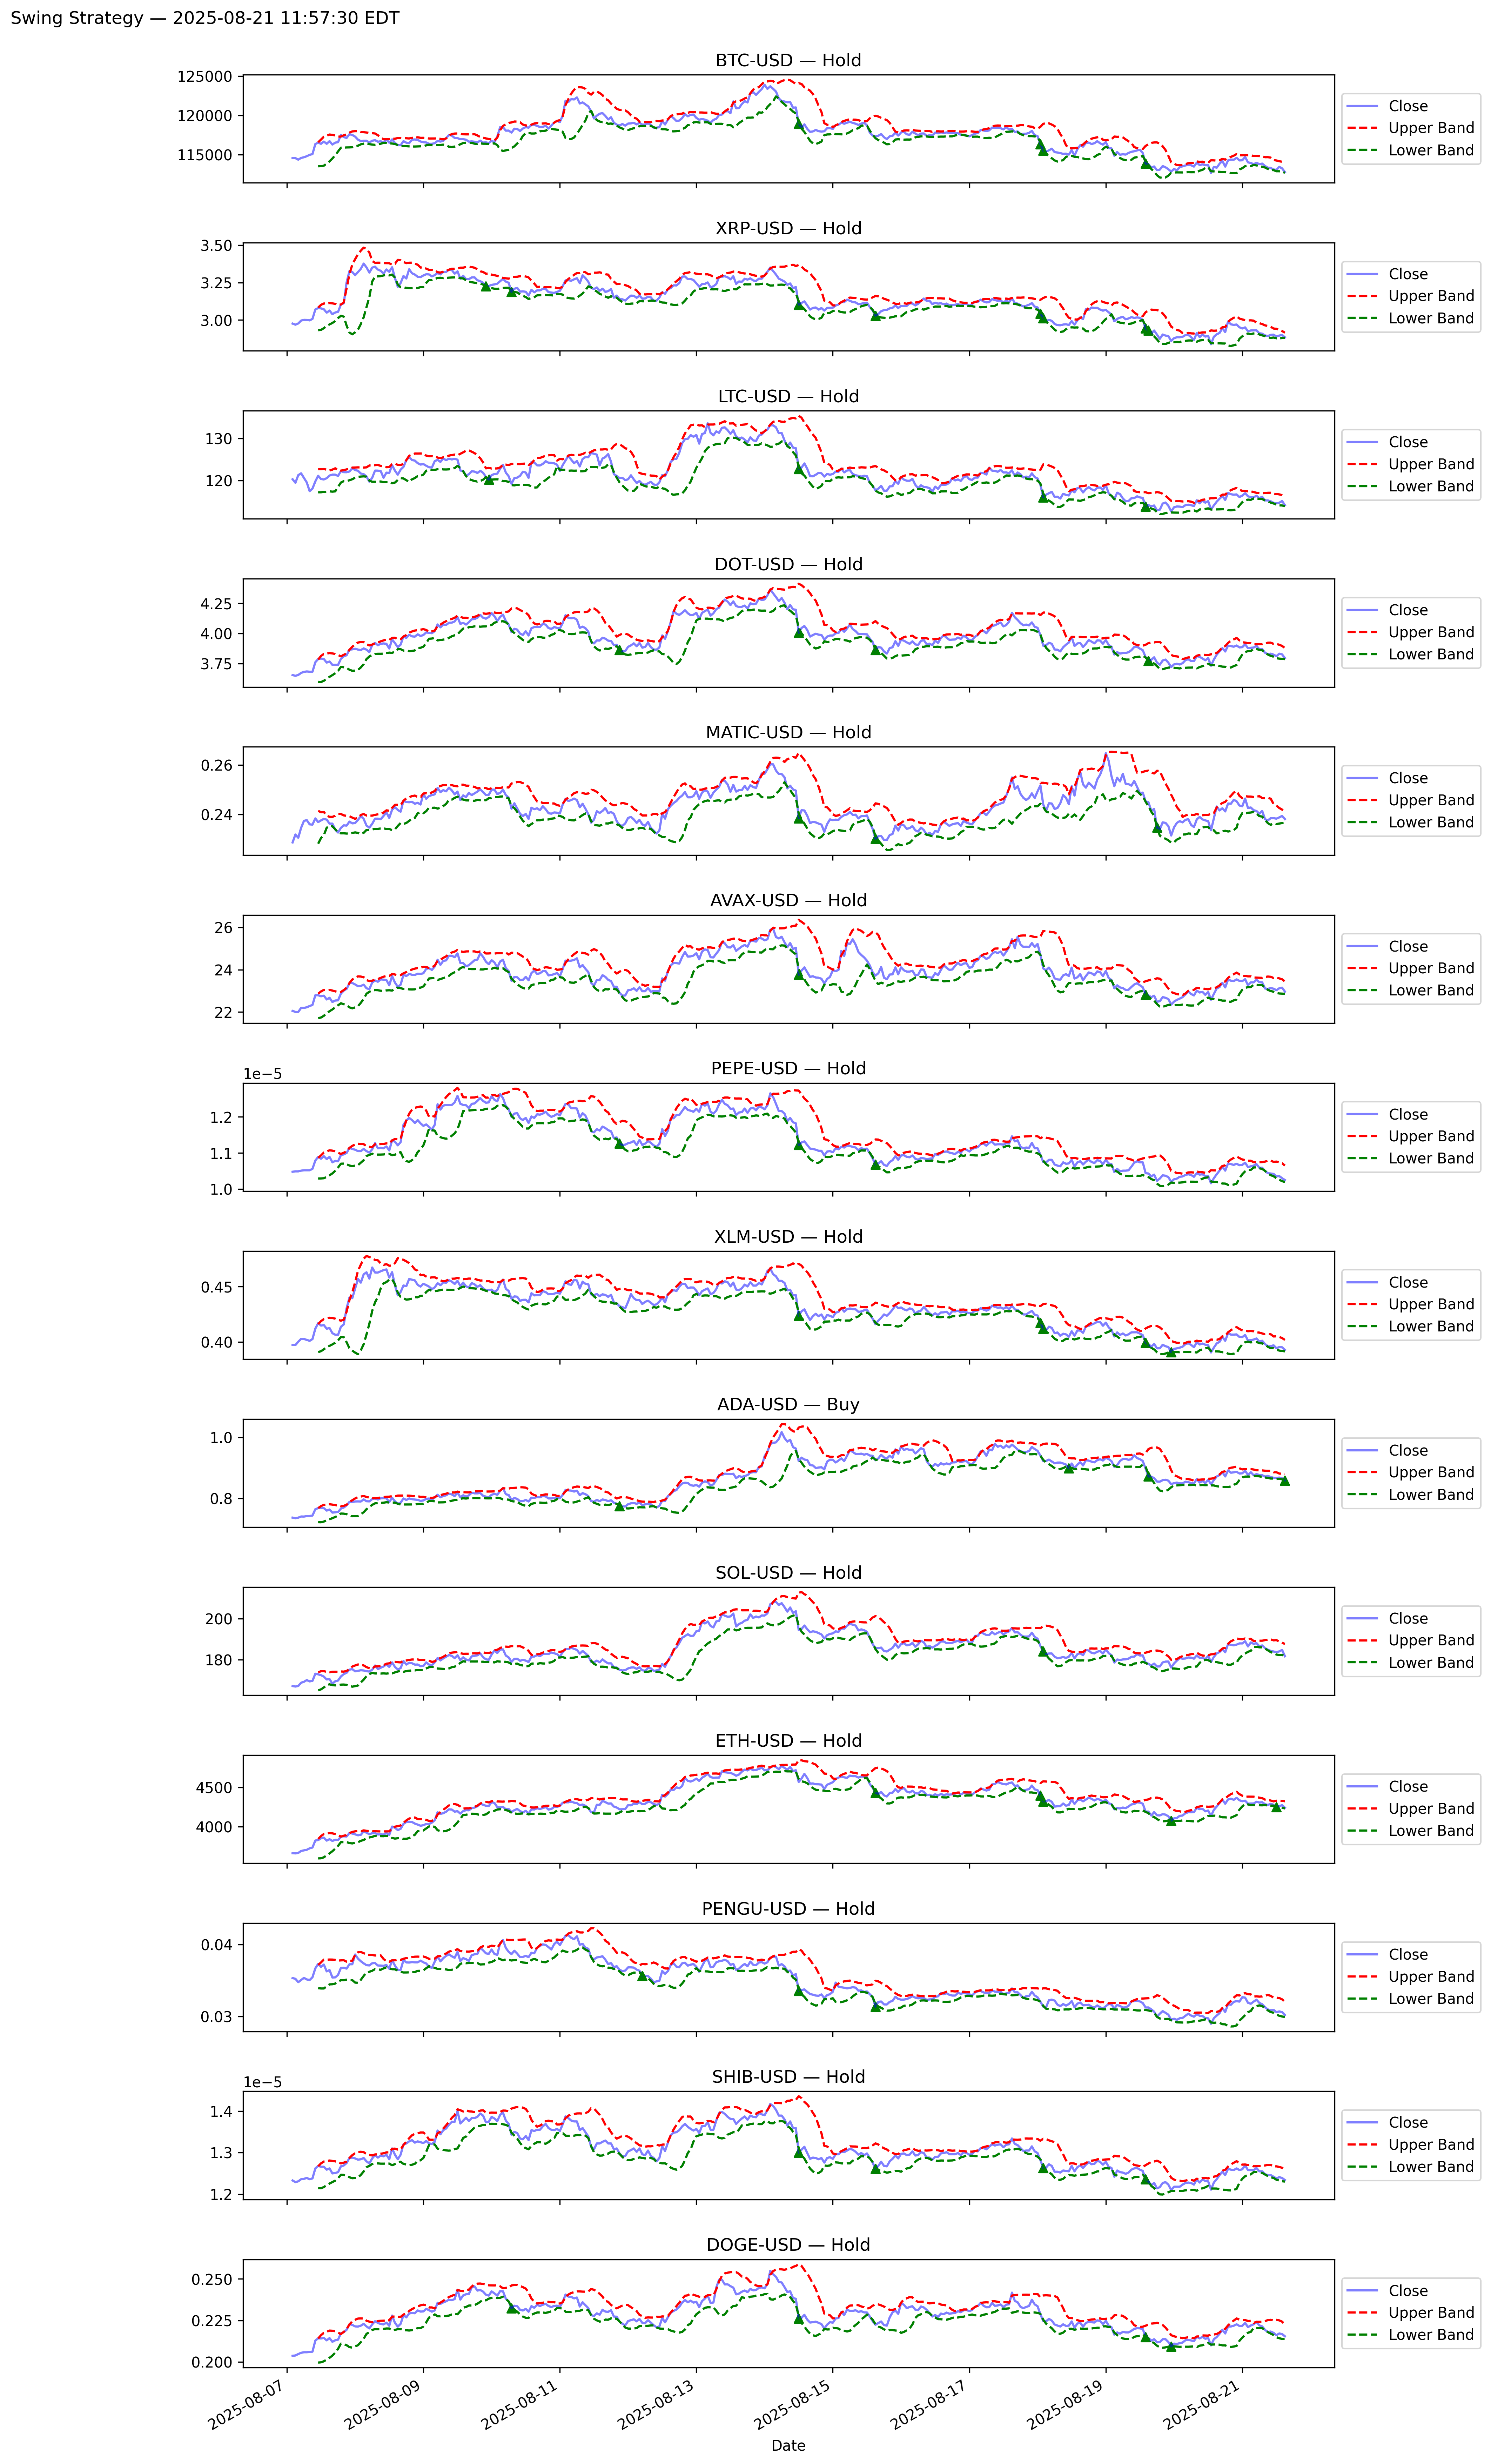 Swing Strategy — 2025-08-21 11:57:30 EDT
BTC-USD — Hold
125000
120000
115000
Close
Upper Band
Lower Band
XRP-USD — Hold
3.50
3.25
3.00
Close
Upper Band
Lower Band
LTC-USD — Hold
130
120
Close
Upper Band
Lower Band
DOT-USD — Hold
4.25
4.00
3.75
Close
Upper Band
Lower Band
MATIC-USD — Hold
0.26
0.24
Close
Upper Band
Lower Band
AVAX-USD — Hold
26
24
22
Close
Upper Band
Lower Band
PEPE-USD — Hold
1e−5
1.2
1.1
1.0
Close
Upper Band
Lower Band
XLM-USD — Hold
0.45
0.40
Close
Upper Band
Lower Band
ADA-USD — Buy
1.0
0.8
Close
Upper Band
Lower Band
SOL-USD — Hold
200
180
Close
Upper Band
Lower Band
ETH-USD — Hold
4500
4000
Close
Upper Band
Lower Band
PENGU-USD — Hold
0.04
0.03
Close
Upper Band
Lower Band
SHIB-USD — Hold
1e−5
1.4
1.3
1.2
Close
Upper Band
Lower Band
DOGE-USD — Hold
0.250
0.225
0.200
Close
Upper Band
Lower Band
2025-08-07
2025-08-09
2025-08-11
2025-08-13
2025-08-15
2025-08-17
2025-08-19
2025-08-21
Date